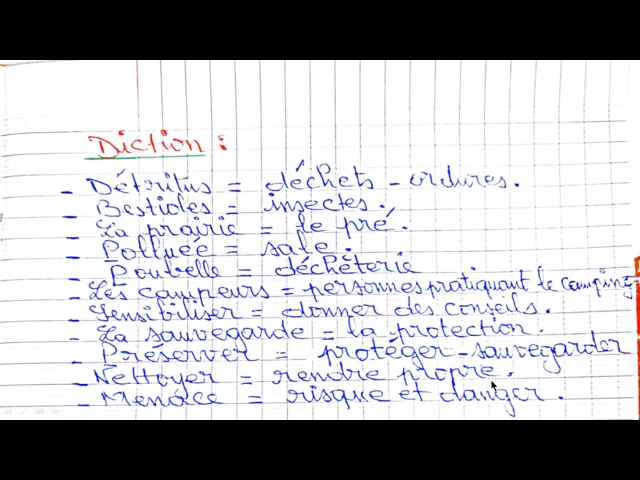 Diction :
- Détritus = déchets - ordures.
- Bestioles = insectes.
- La prairie = le pré.
- Polluée = sale.
Poubelle = déchèterie
- Les campeurs = personnes pratiquant le camping
- Sensibiliser = donner des conseils.
- La sauvegarde = la protection.
- Préserver = protéger - sauvegarder
- Nettoyer = rendre propre.
- Menace = risque et danger.